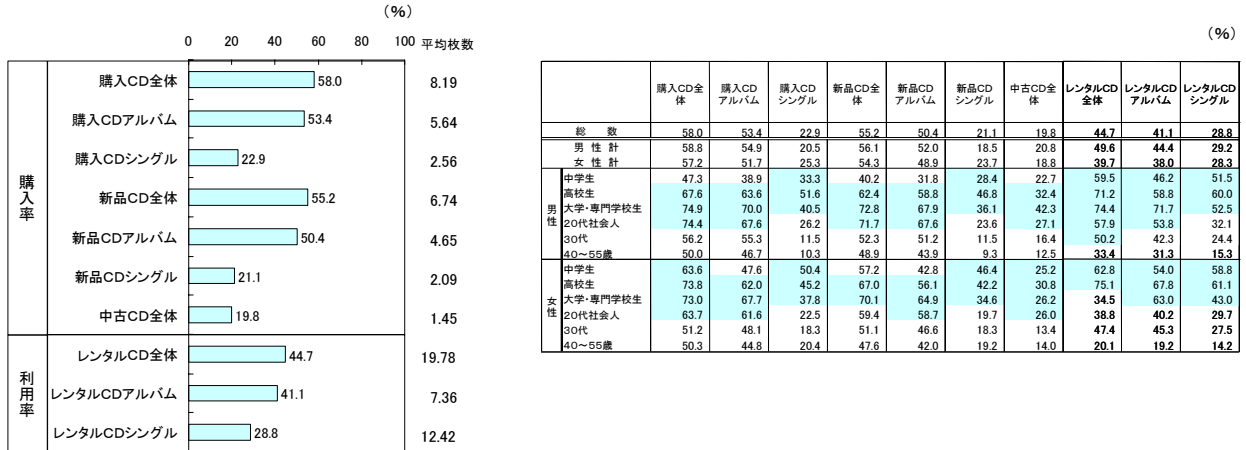 (%)
0 20 40 60 80 100 平均枚数
購入率
購入CD全体 58.0 8.19
購入CDアルバム 53.4 5.64
購入CDシングル 22.9 2.56
新品CD全体 55.2 6.74
新品CDアルバム 50.4 4.65
新品CDシングル 21.1 2.09
中古CD全体 19.8 1.45
利用率
レンタルCD全体 44.7 19.78
レンタルCDアルバム 41.1 7.36
レンタルCDシングル 28.8 12.42
(%)
購入CD全体 購入CDアルバム 購入CDシングル 新品CD全体 新品CDアルバム 新品CDシングル 中古CD全体 レンタルCD全体 レンタルCDアルバム レンタルCDシングル
総 数 58.0 53.4 22.9 55.2 50.4 21.1 19.8 44.7 41.1 28.8
男 性 計 58.8 54.9 20.5 56.1 52.0 18.5 20.8 49.6 44.4 29.2
女 性 計 57.2 51.7 25.3 54.3 48.9 23.7 18.8 39.7 38.0 28.3
男性
中学生 47.3 38.9 33.3 40.2 31.8 28.4 22.7 59.5 46.2 51.5
高校生 67.6 63.6 51.6 62.4 58.8 46.8 32.4 71.2 58.8 60.0
大学・専門学校生 74.9 70.0 40.5 72.8 67.9 36.1 42.3 74.4 71.7 52.5
20代社会人 74.4 67.6 26.2 71.7 67.6 23.6 27.1 57.9 53.8 32.1
30代 56.2 55.3 11.5 52.3 51.2 11.5 16.4 50.2 42.3 24.4
40～55歳 50.0 46.7 10.3 48.9 43.9 9.3 12.5 33.4 31.3 15.3
女性
中学生 63.6 47.6 50.4 57.2 42.8 46.4 25.2 62.8 54.0 58.8
高校生 73.8 62.0 45.2 67.0 56.1 42.2 30.8 75.1 67.8 61.1
大学・専門学校生 73.0 67.7 37.8 70.1 64.9 34.6 26.2 34.5 63.0 43.0
20代社会人 63.7 61.6 22.5 59.4 58.7 19.7 26.0 38.8 40.2 29.7
30代 51.2 48.1 18.3 51.1 46.6 18.3 13.4 47.4 45.3 27.5
40～55歳 50.3 44.8 20.4 47.6 42.0 19.2 14.0 20.1 19.2 14.2